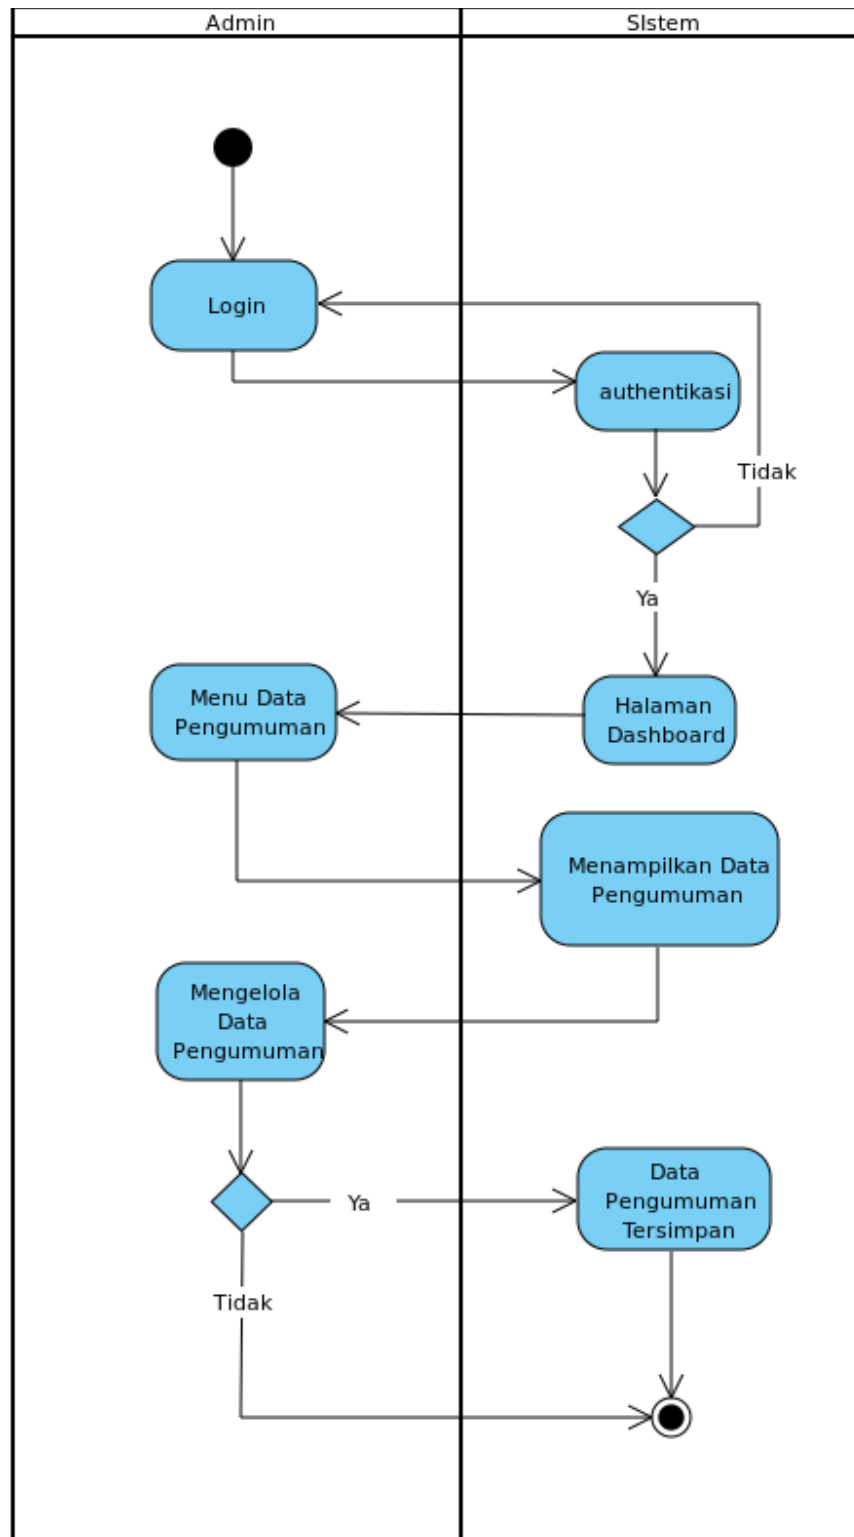 Admin
SIstem
Login
authentikasi
Tidak
Ya
Halaman
Dashboard
Menu Data
Pengumuman
Menampilkan Data
Pengumuman
Mengelola
Data
Pengumuman
Ya
Data
Pengumuman
Tersimpan
Tidak